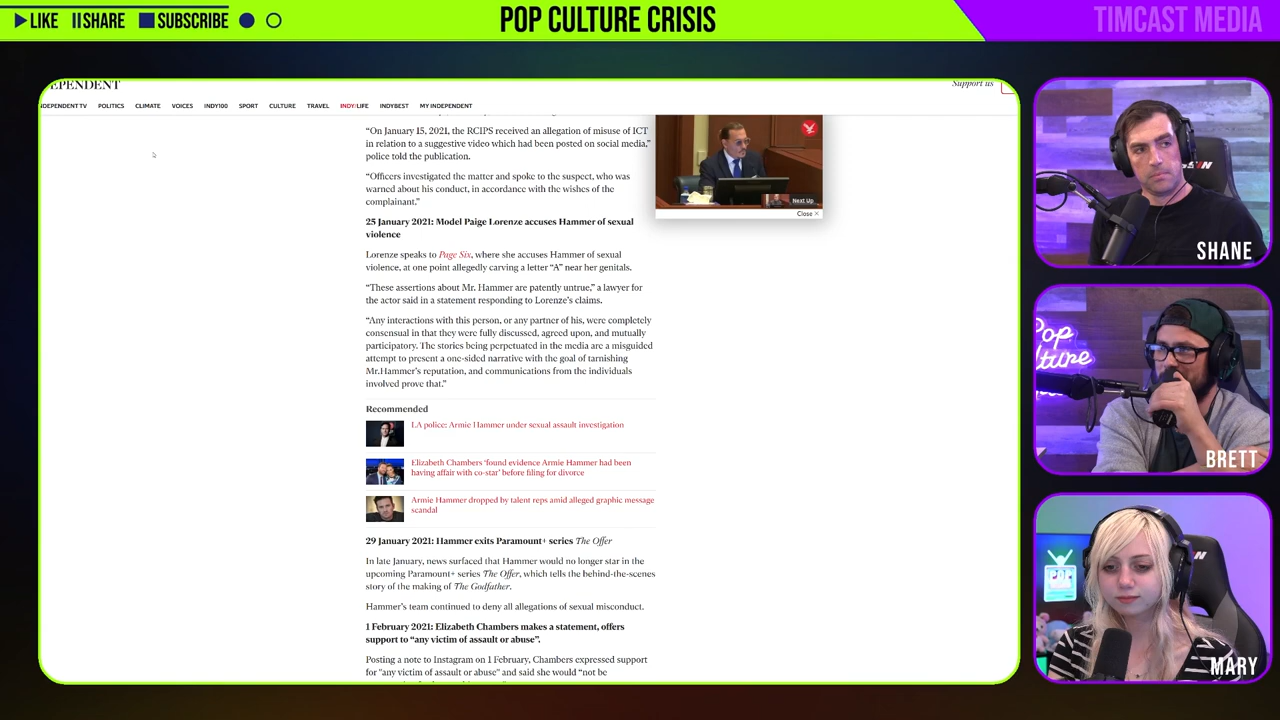 LIKE SHARE SUBSCRIBE
POP CULTURE CRISIS
TIMCAST MEDIA
EPENDENT
Support us
NDEPENDENT TV POLITICS CLIMATE VOICES INDY100 SPORT CULTURE TRAVEL INDY/LIFE INDYBEST MY INDEPENDENT
“On January 15, 2021, the RCIPS received an allegation of misuse of ICT
in relation to a suggestive video which had been posted on social media,”
police told the publication.
“Officers investigated the matter and spoke to the suspect, who was
warned about his conduct, in accordance with the wishes of the
complainant.”
25 January 2021: Model Paige Lorenze accuses Hammer of sexual
violence
Lorenze speaks to Page Six, where she accuses Hammer of sexual
violence, at one point allegedly carving a letter “A” near her genitals.
“These assertions about Mr. Hammer are patently untrue,” a lawyer for
the actor said in a statement responding to Lorenze’s claims.
“Any interactions with this person, or any partner of his, were completely
consensual in that they were fully discussed, agreed upon, and mutually
participatory. The stories being perpetuated in the media are a misguided
attempt to present a one-sided narrative with the goal of tarnishing
Mr.Hammer’s reputation, and communications from the individuals
involved prove that.”
Recommended
LA police: Armie Hammer under sexual assault investigation
Elizabeth Chambers ‘found evidence Armie Hammer had been
having affair with co-star’ before filing for divorce
Armie Hammer dropped by talent reps amid alleged graphic message
scandal
29 January 2021: Hammer exits Paramount+ series The Offer
In late January, news surfaced that Hammer would no longer star in the
upcoming Paramount+ series The Offer, which tells the behind-the-scenes
story of the making of The Godfather.
Hammer’s team continued to deny all allegations of sexual misconduct.
1 February 2021: Elizabeth Chambers makes a statement, offers
support to “any victim of assault or abuse”.
Posting a note to Instagram on 1 February, Chambers expressed support
for "any victim of assault or abuse" and said she would “not be
Next Up
Close ×
SHANE
Pop
lture
BRETT
MARY